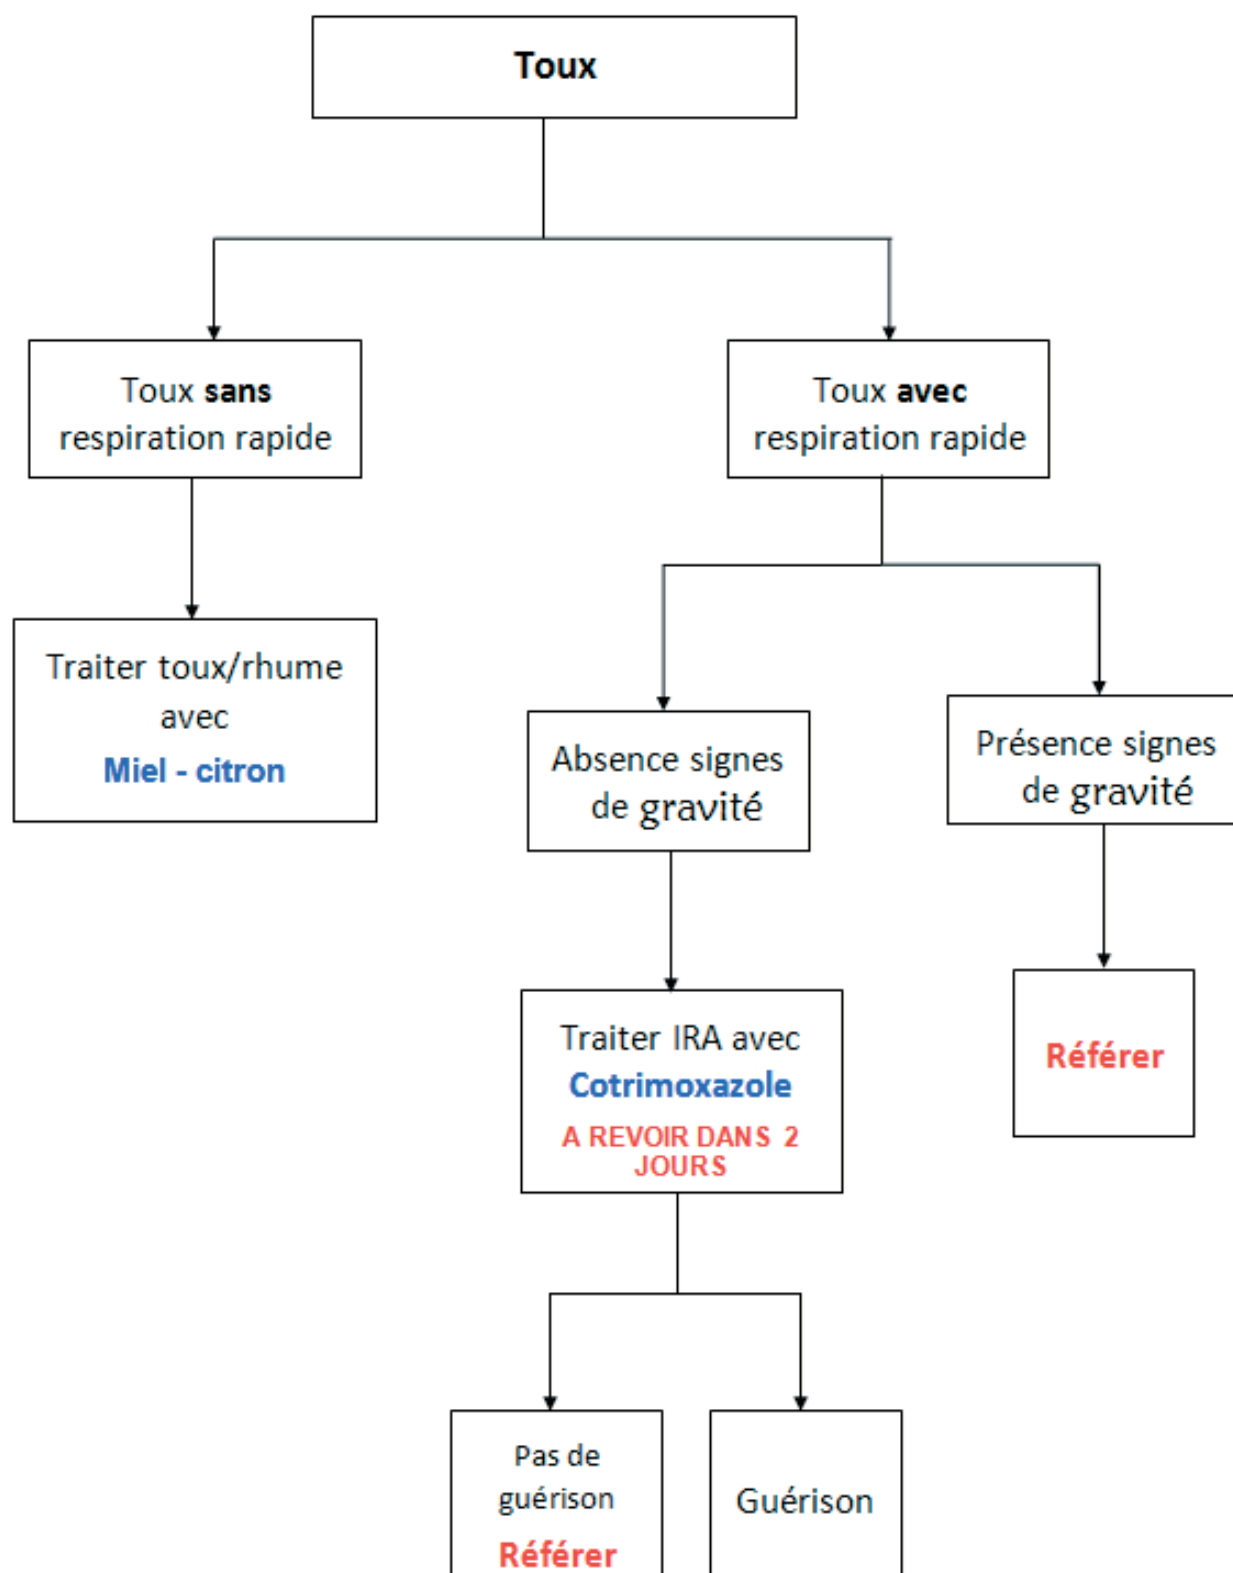 Toux
Toux sans
respiration rapide
Toux avec
respiration rapide
Traiter toux/rhume
avec
Miel - citron
Absence signes
de gravité
Présence signes
de gravité
Traiter IRA avec
Cotrimoxazole
A REVOIR DANS 2
JOURS
Référer
Pas de
guérison
Référer
Guérison